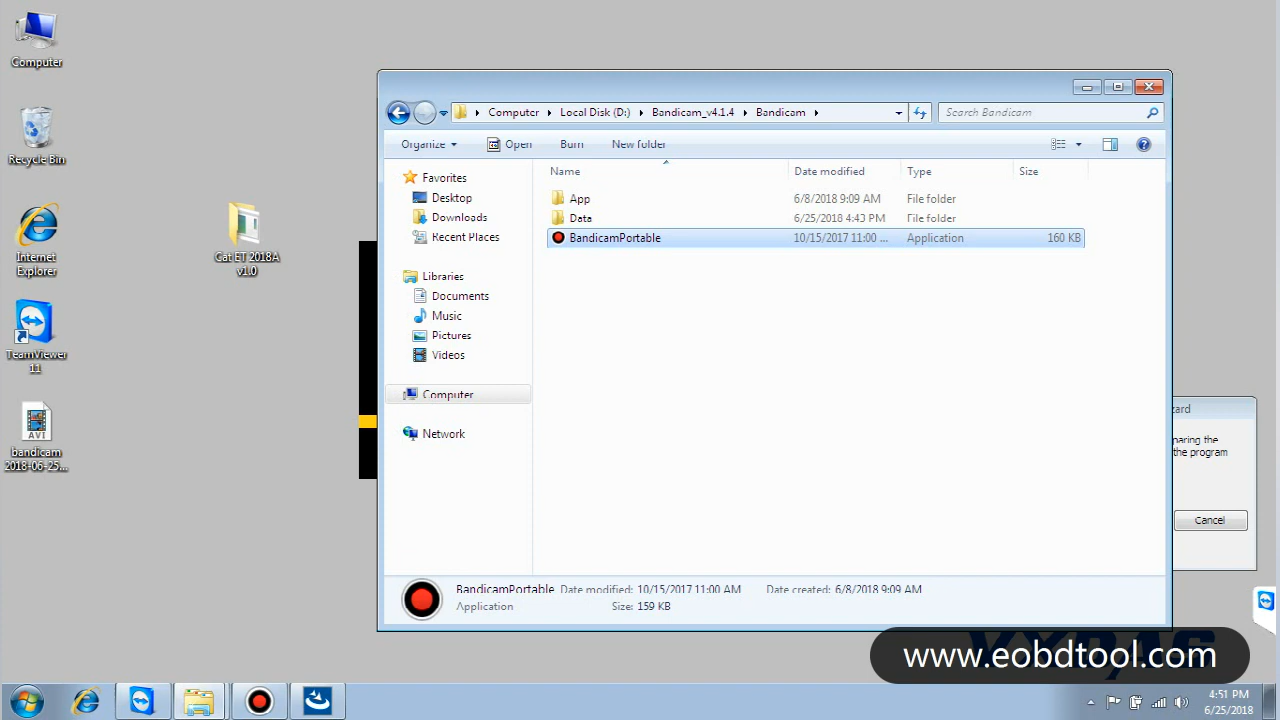 Computer
Recycle Bin
Internet
Explorer
TeamViewer
11
bandicam
2018-06-25...
Cat ET 2018A
v1.0
Computer
Local Disk (D:)
Bandicam_v4.1.4
Bandicam
Search Bandicam
Organize
Open
Burn
New folder
Favorites
Desktop
Downloads
Recent Places
Libraries
Documents
Music
Pictures
Videos
Computer
Network
Name
Date modified
Type
Size
App
6/8/2018 9:09 AM
File folder
Data
6/25/2018 4:43 PM
File folder
BandicamPortable
10/15/2017 11:00 ...
Application
160 KB
zard
paring the
the program
Cancel
BandicamPortable
Date modified: 10/15/2017 11:00 AM
Date created: 6/8/2018 9:09 AM
Application
Size: 159 KB
www.eobdtool.com
4:51 PM
6/25/2018
AVI